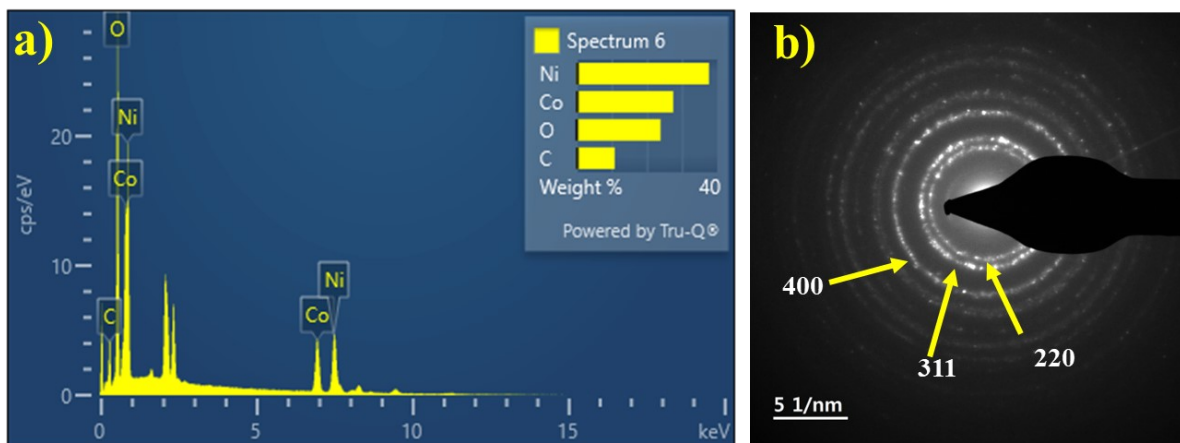 a)
O
Ni
Co
C
Co
Ni
20
10
0
cps/eV
0
5
10
15
keV
Spectrum 6
Ni
Co
O
C
Weight %
40
Powered by Tru-Q®
b)
400
311
220
5 1/nm